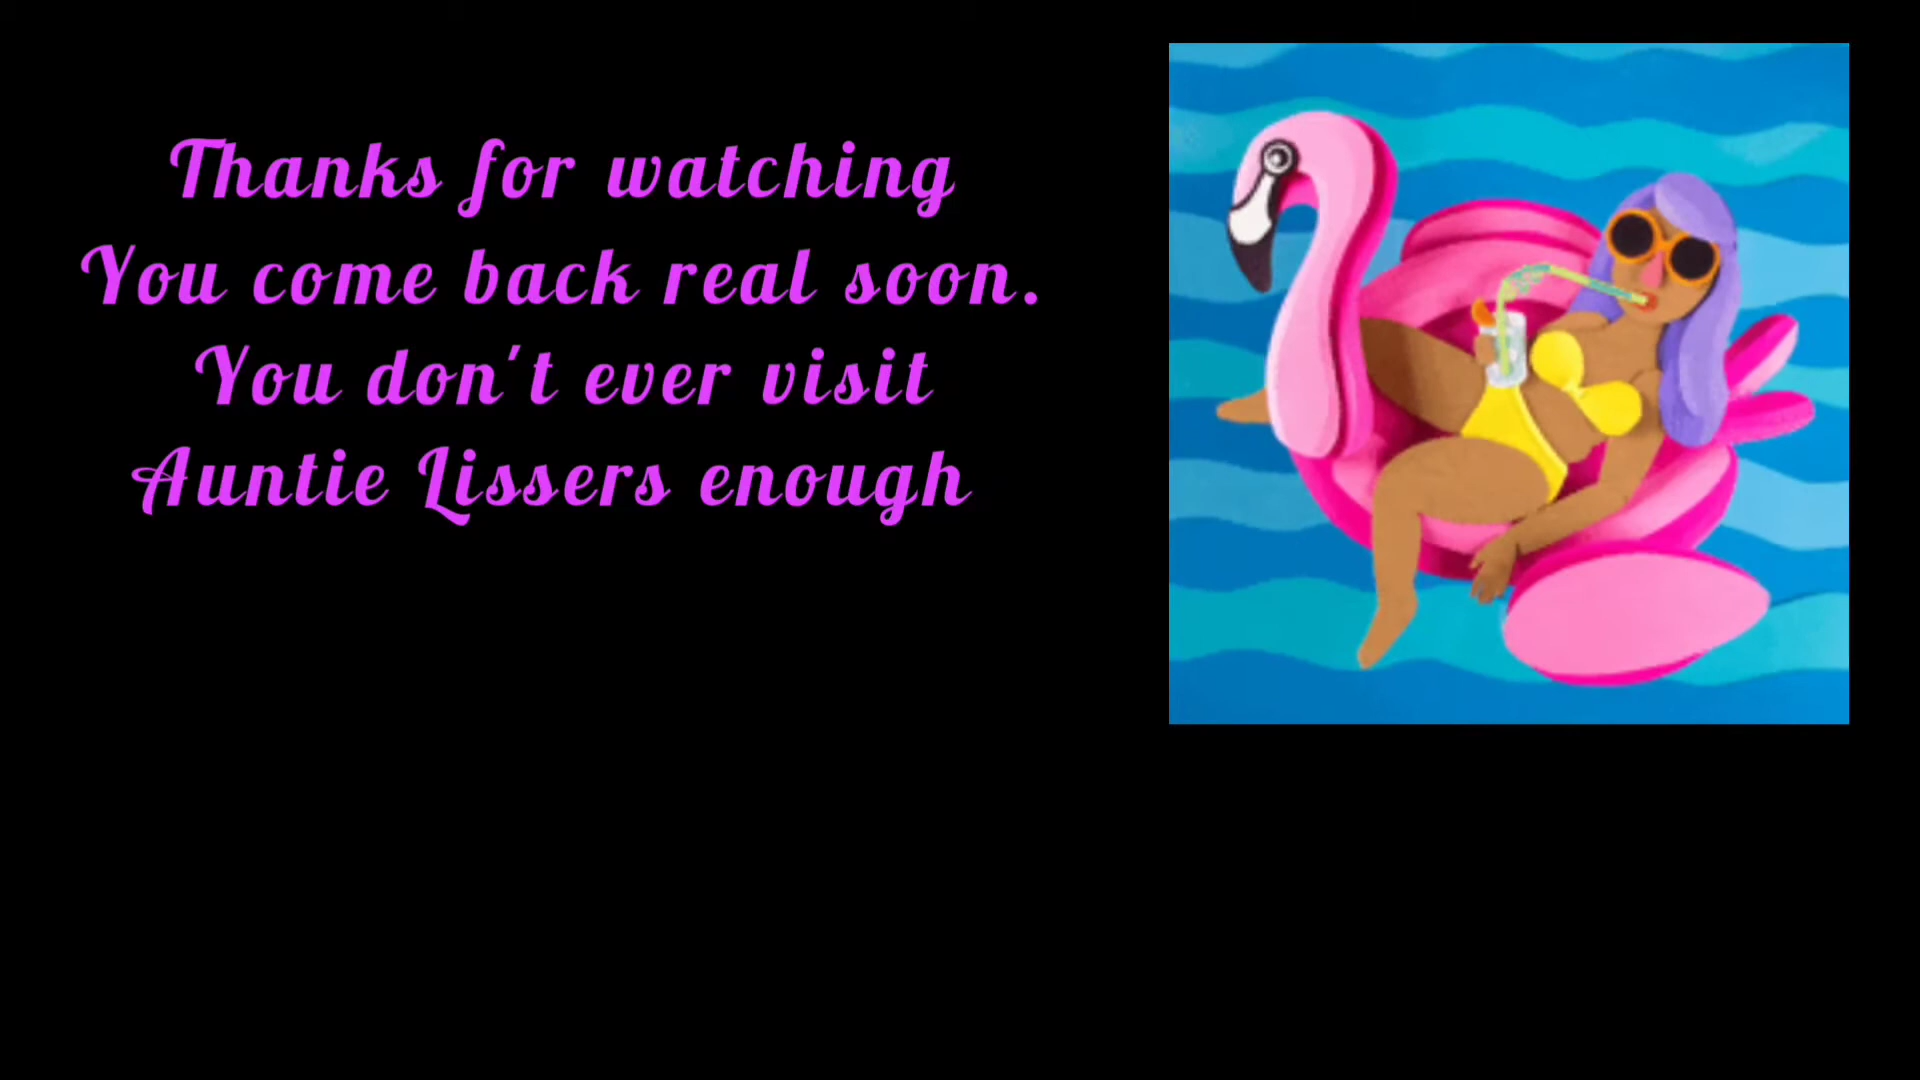 Thanks for watching
You come back real soon.
You don't ever visit
Auntie Lissers enough